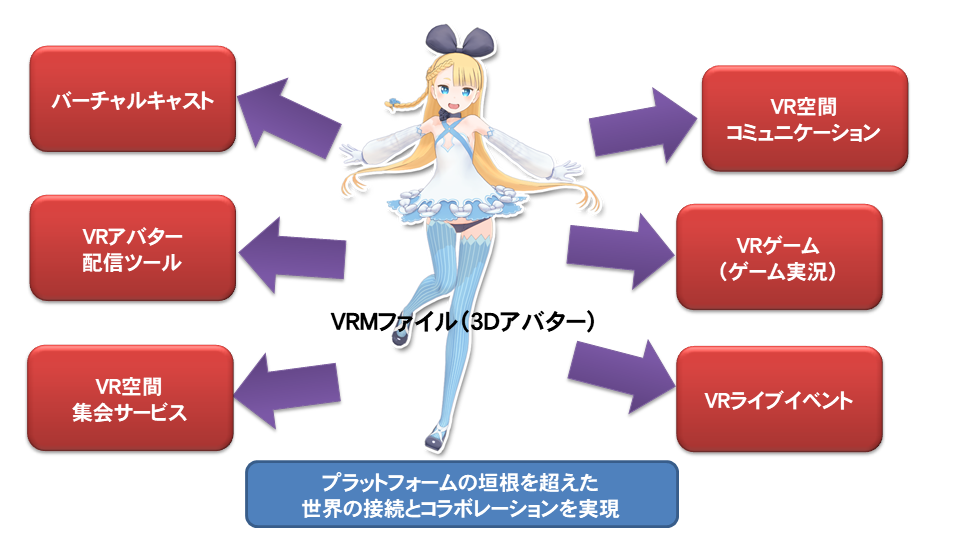 バーチャルキャスト
VRアバター
配信ツール
VR空間
集会サービス
VRMファイル（3Dアバター）
VR空間
コミュニケーション
VRゲーム
（ゲーム実況）
VRライブイベント
プラットフォームの垣根を超えた
世界の接続とコラボレーションを実現